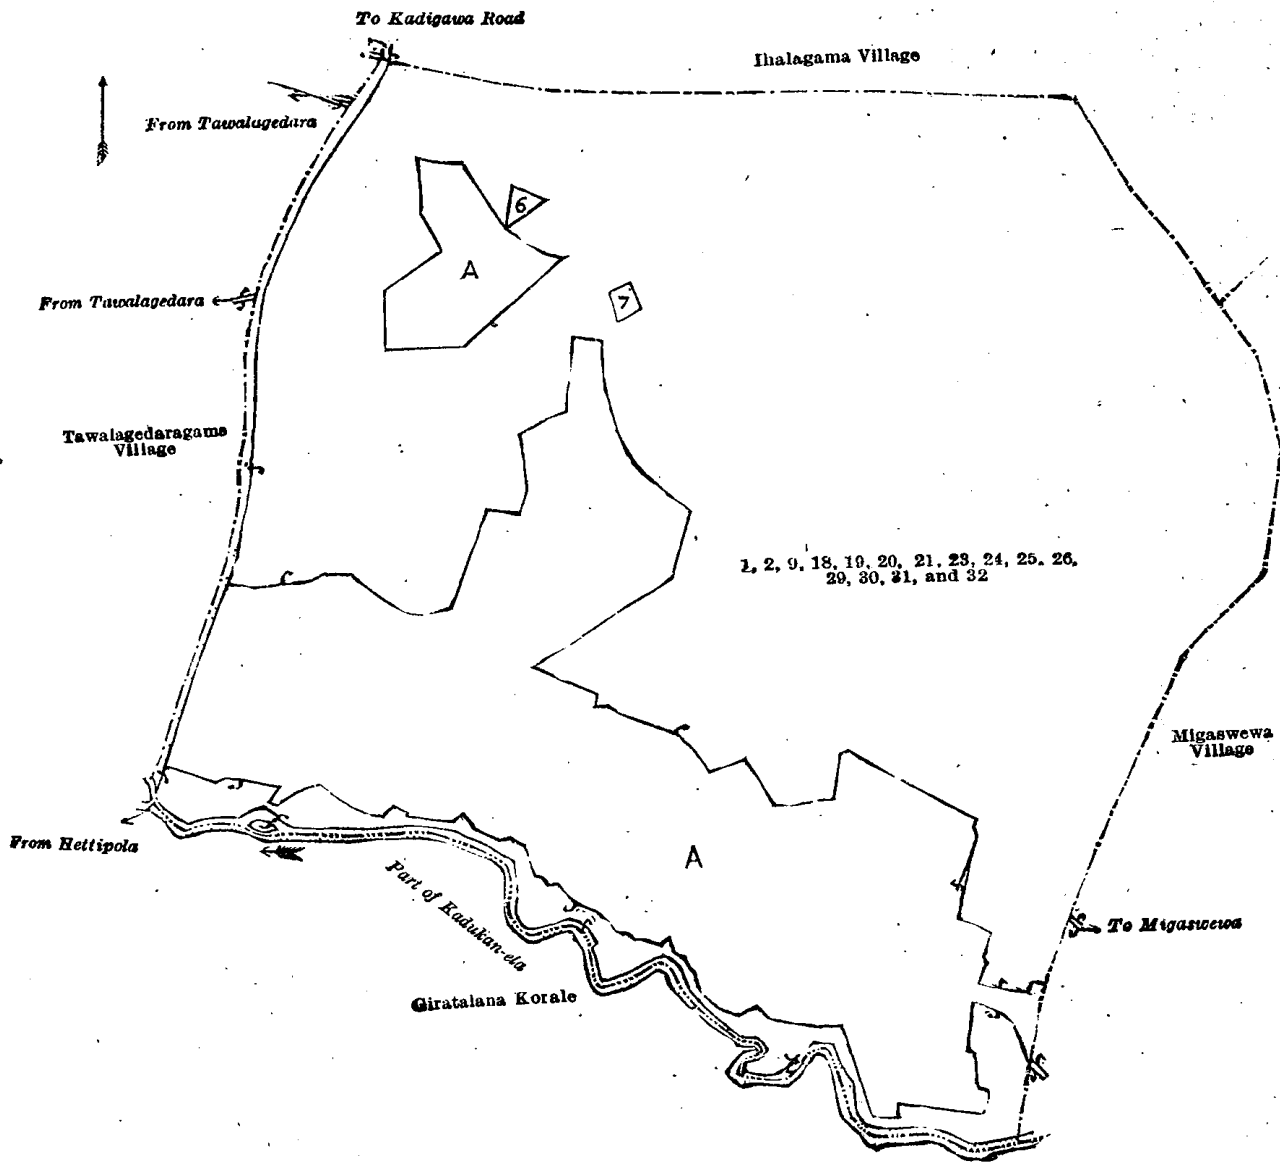 To Kadigawa Road
Ihalagama Village
From Tawalagedara
6
A
From Tawalagedara
7
Tawalagedaragama
Village
1, 2, 9, 18, 19, 20, 21, 23, 24, 25, 26,
29, 30, 31, and 32
Migaswewa
Village
From Hettipola
A
Part of Kadukan-ela
To Migaswewa
Giratalana Korale